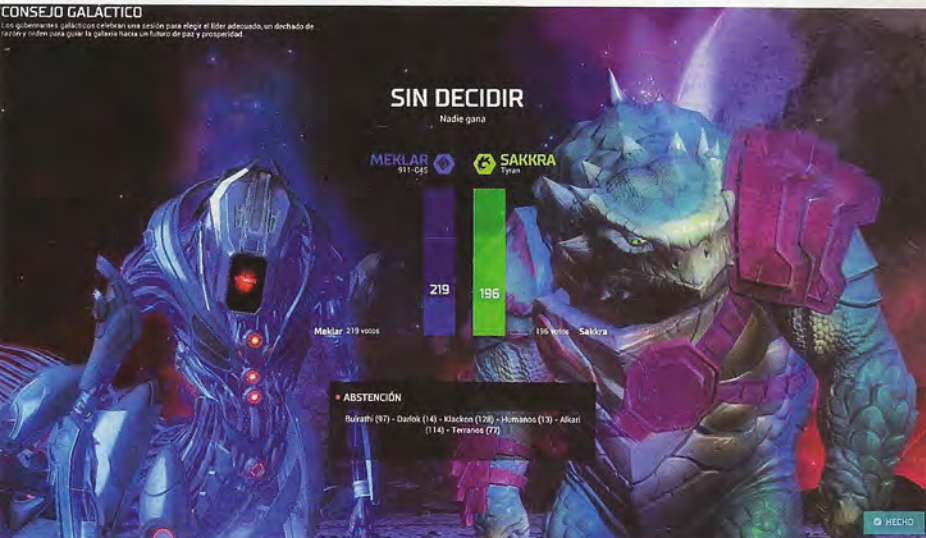 CONSEJO GALÁCTICO
Los gobernantes galácticos celebran una sesión para elegir el líder adecuado, un dechado de
razón y orden para guiar la galaxia hacia un futuro de paz y prosperidad.
SIN DECIDIR
Nadie gana
MEKLAR
911-C45
SAKKRA
Tyran
219
196
Meklar 219 votos
196 votos Sakkra
ABSTENCIÓN
Bulrathi (97) - Darlok (14) - Klackon (128) - Humanos (13) - Alkari
(114) - Terranos (77)
HECHO